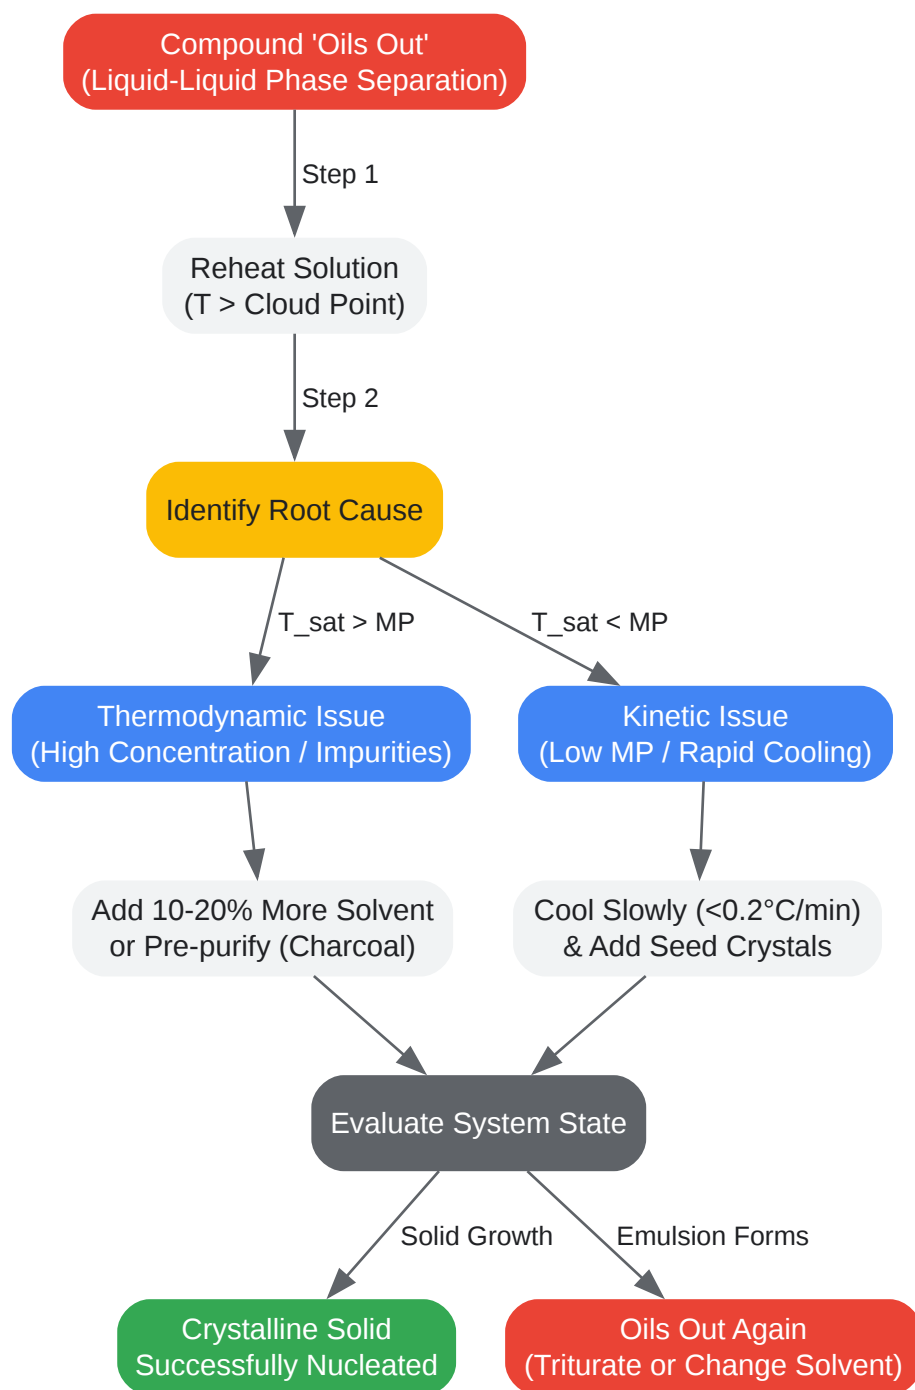 Compound 'Oils Out'
(Liquid-Liquid Phase Separation)
Step 1
Reheat Solution
(T > Cloud Point)
Step 2
Identify Root Cause
T_sat > MP
T_sat < MP
Thermodynamic Issue
(High Concentration / Impurities)
Kinetic Issue
(Low MP / Rapid Cooling)
Add 10-20% More Solvent
or Pre-purify (Charcoal)
Cool Slowly (<0.2°C/min)
& Add Seed Crystals
Evaluate System State
Solid Growth
Emulsion Forms
Crystalline Solid
Successfully Nucleated
Oils Out Again
(Triturate or Change Solvent)